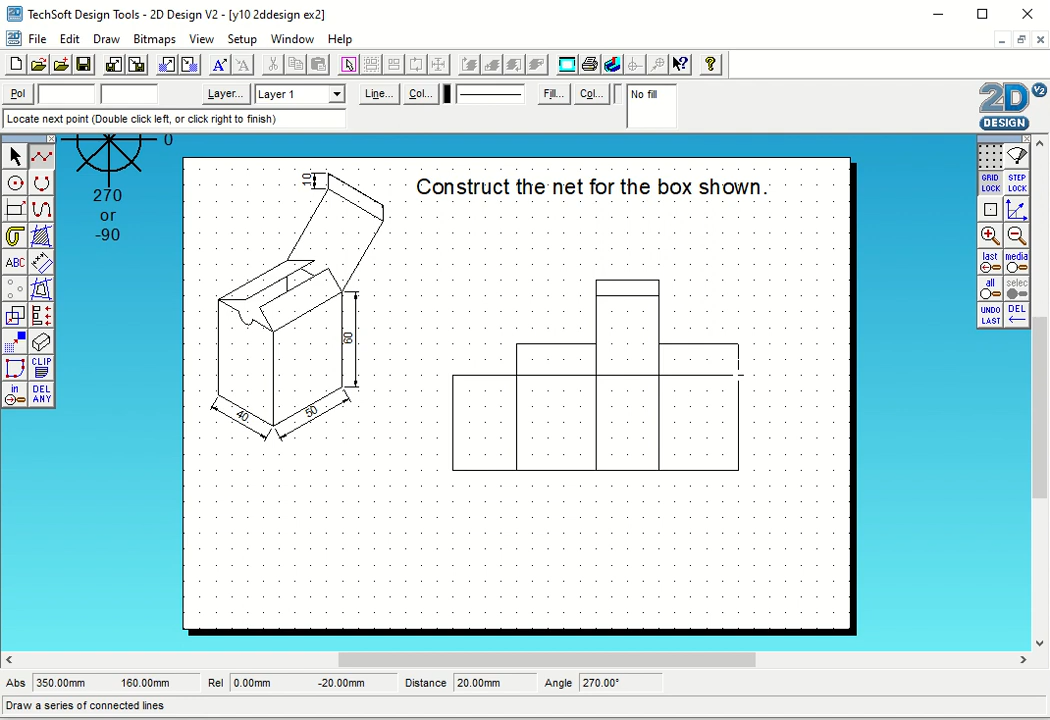 TechSoft Design Tools - 2D Design V2 - [y10 2ddesign ex2]
File Edit Draw Bitmaps View Setup Window Help
Pol Layer... Layer 1 Line... Col... Fill... Col... No fill
2D V2
DESIGN
Locate next point (Double click left, or click right to finish)
0
270
or
-90
Construct the net for the box shown.
10
60
40
50
GRID LOCK
STEP LOCK
ABC
last
media
all
selec
UNDO LAST
DEL
CLIP
in
DEL ANY
Abs 350.00mm 160.00mm Rel 0.00mm -20.00mm Distance 20.00mm Angle 270.00°
Draw a series of connected lines